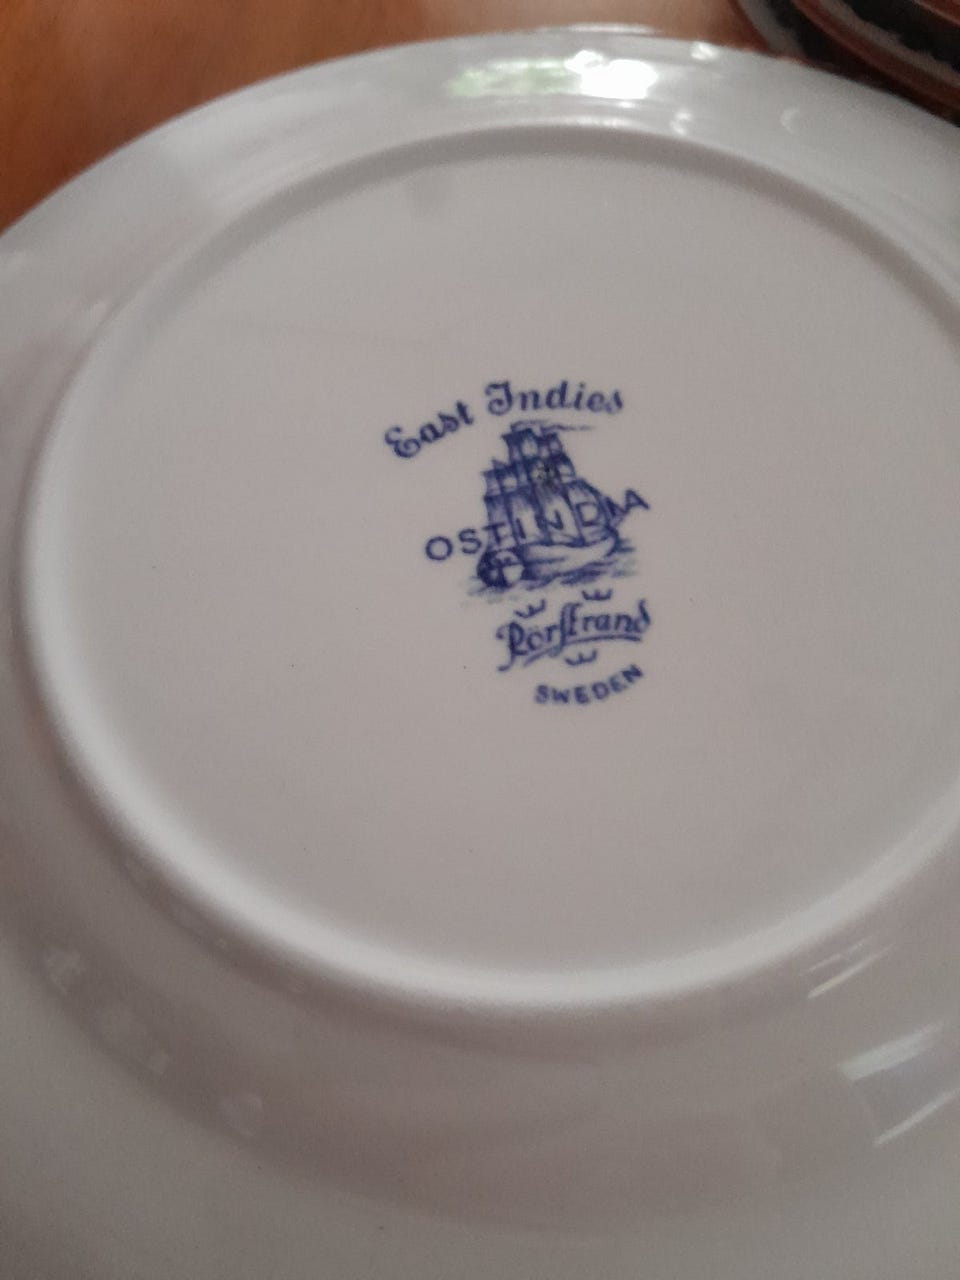 East Indies
OSTINDIA
Rörstrand
SWEDEN